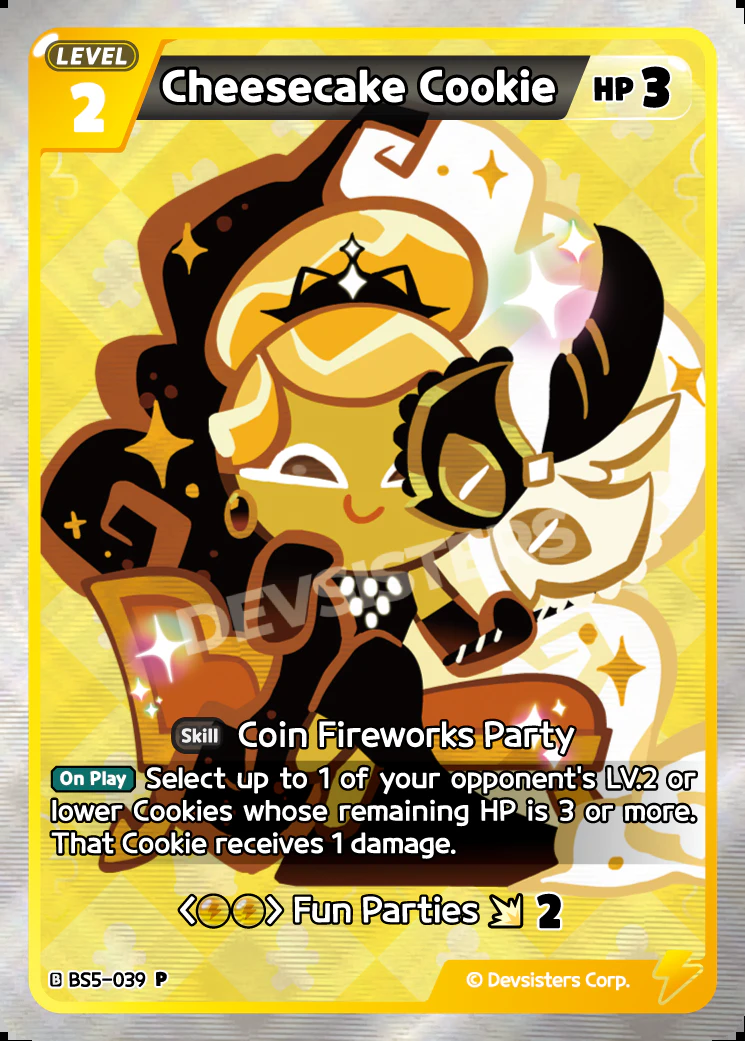 LEVEL
2
Cheesecake Cookie
HP 3
DEVSISTERS
Skill Coin Fireworks Party
On Play Select up to 1 of your opponent's LV.2 or
lower Cookies whose remaining HP is 3 or more.
That Cookie receives 1 damage.
Fun Parties 2
B BS5-039 P
© Devsisters Corp.